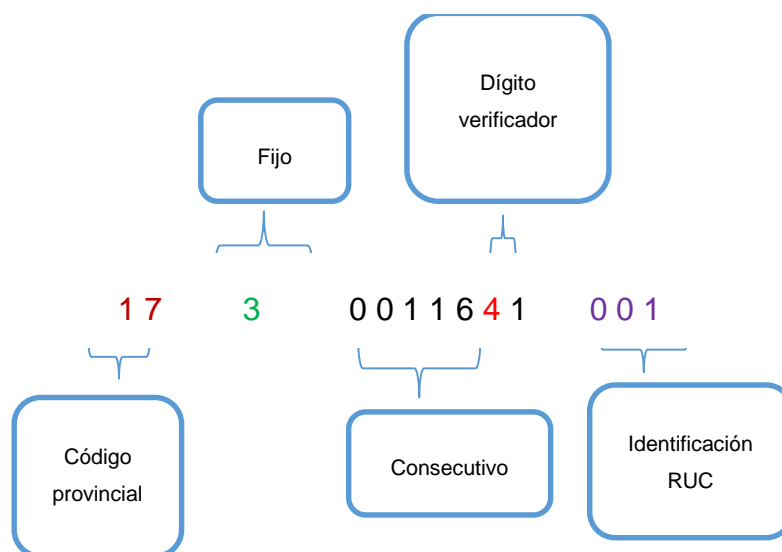 Dígito
verificador
Fijo
1 7 3 0 0 1 1 6 4 1 0 0 1
Código
provincial
Consecutivo
Identificación
RUC